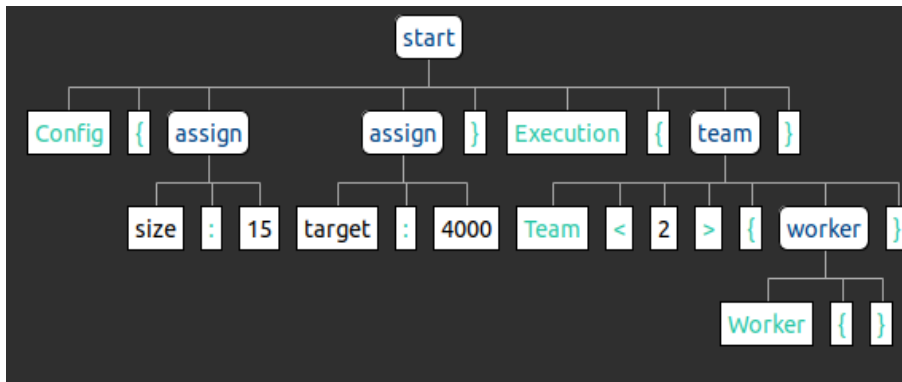 start
Config { assign assign } Execution { team }
size : 15 target : 4000 Team < 2 > { worker }
Worker { }